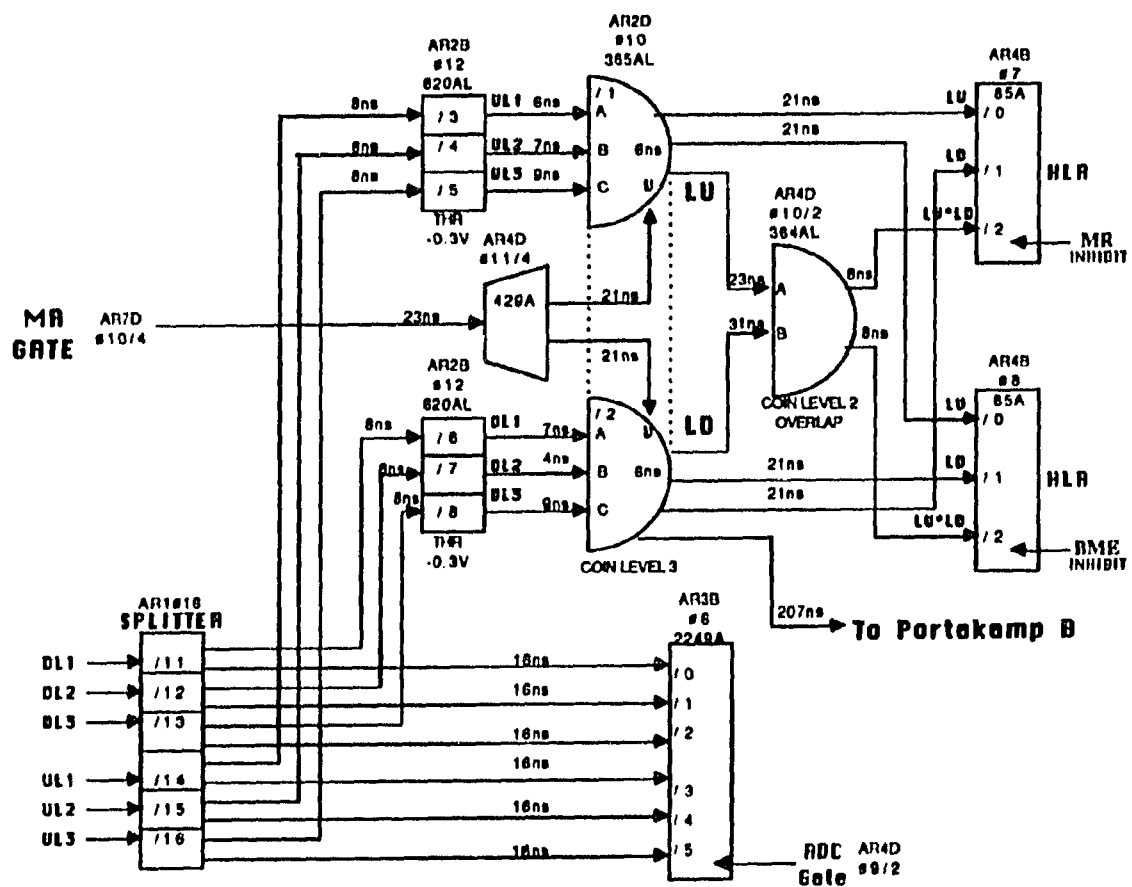 AR2B
#12
620AL
8ns
/3
UL1 6ns
6ns
/4
UL2 7ns
8ns
/5
UL3 9ns
THR
-0.3V
AR2D
#10
365AL
/1
A
B
6ns
C
U
21ns
21ns
LU
AR4B
#7
85A
LU
/0
LD
/1
HLR
LU*LD
/2
MR
INHIBIT
AR4D
#10/2
364AL
23ns
A
31ns
B
8ns
8ns
COIN LEVEL 2
OVERLAP
MR
GATE
AR7D
#10/4
23ns
AR4D
#11/4
429A
21ns
21ns
AR2B
#12
620AL
8ns
/6
DL1
7ns
8ns
/7
DL2
4ns
8ns
/8
DL3
9ns
THR
-0.3V
/2
U
A
B
6ns
C
COIN LEVEL 3
LD
21ns
21ns
AR4B
#8
85A
LU
/0
LD
/1
HLR
LU*LD
/2
BME
INHIBIT
207ns
To Portakamp B
AR1#16
SPLITTER
DL1
/11
DL2
/12
DL3
/13
UL1
/14
UL2
/15
UL3
/16
16ns
16ns
16ns
16ns
16ns
16ns
AR3B
#6
2249A
/0
/1
/2
/3
/4
/5
ADC
Gate
AR4D
#9/2